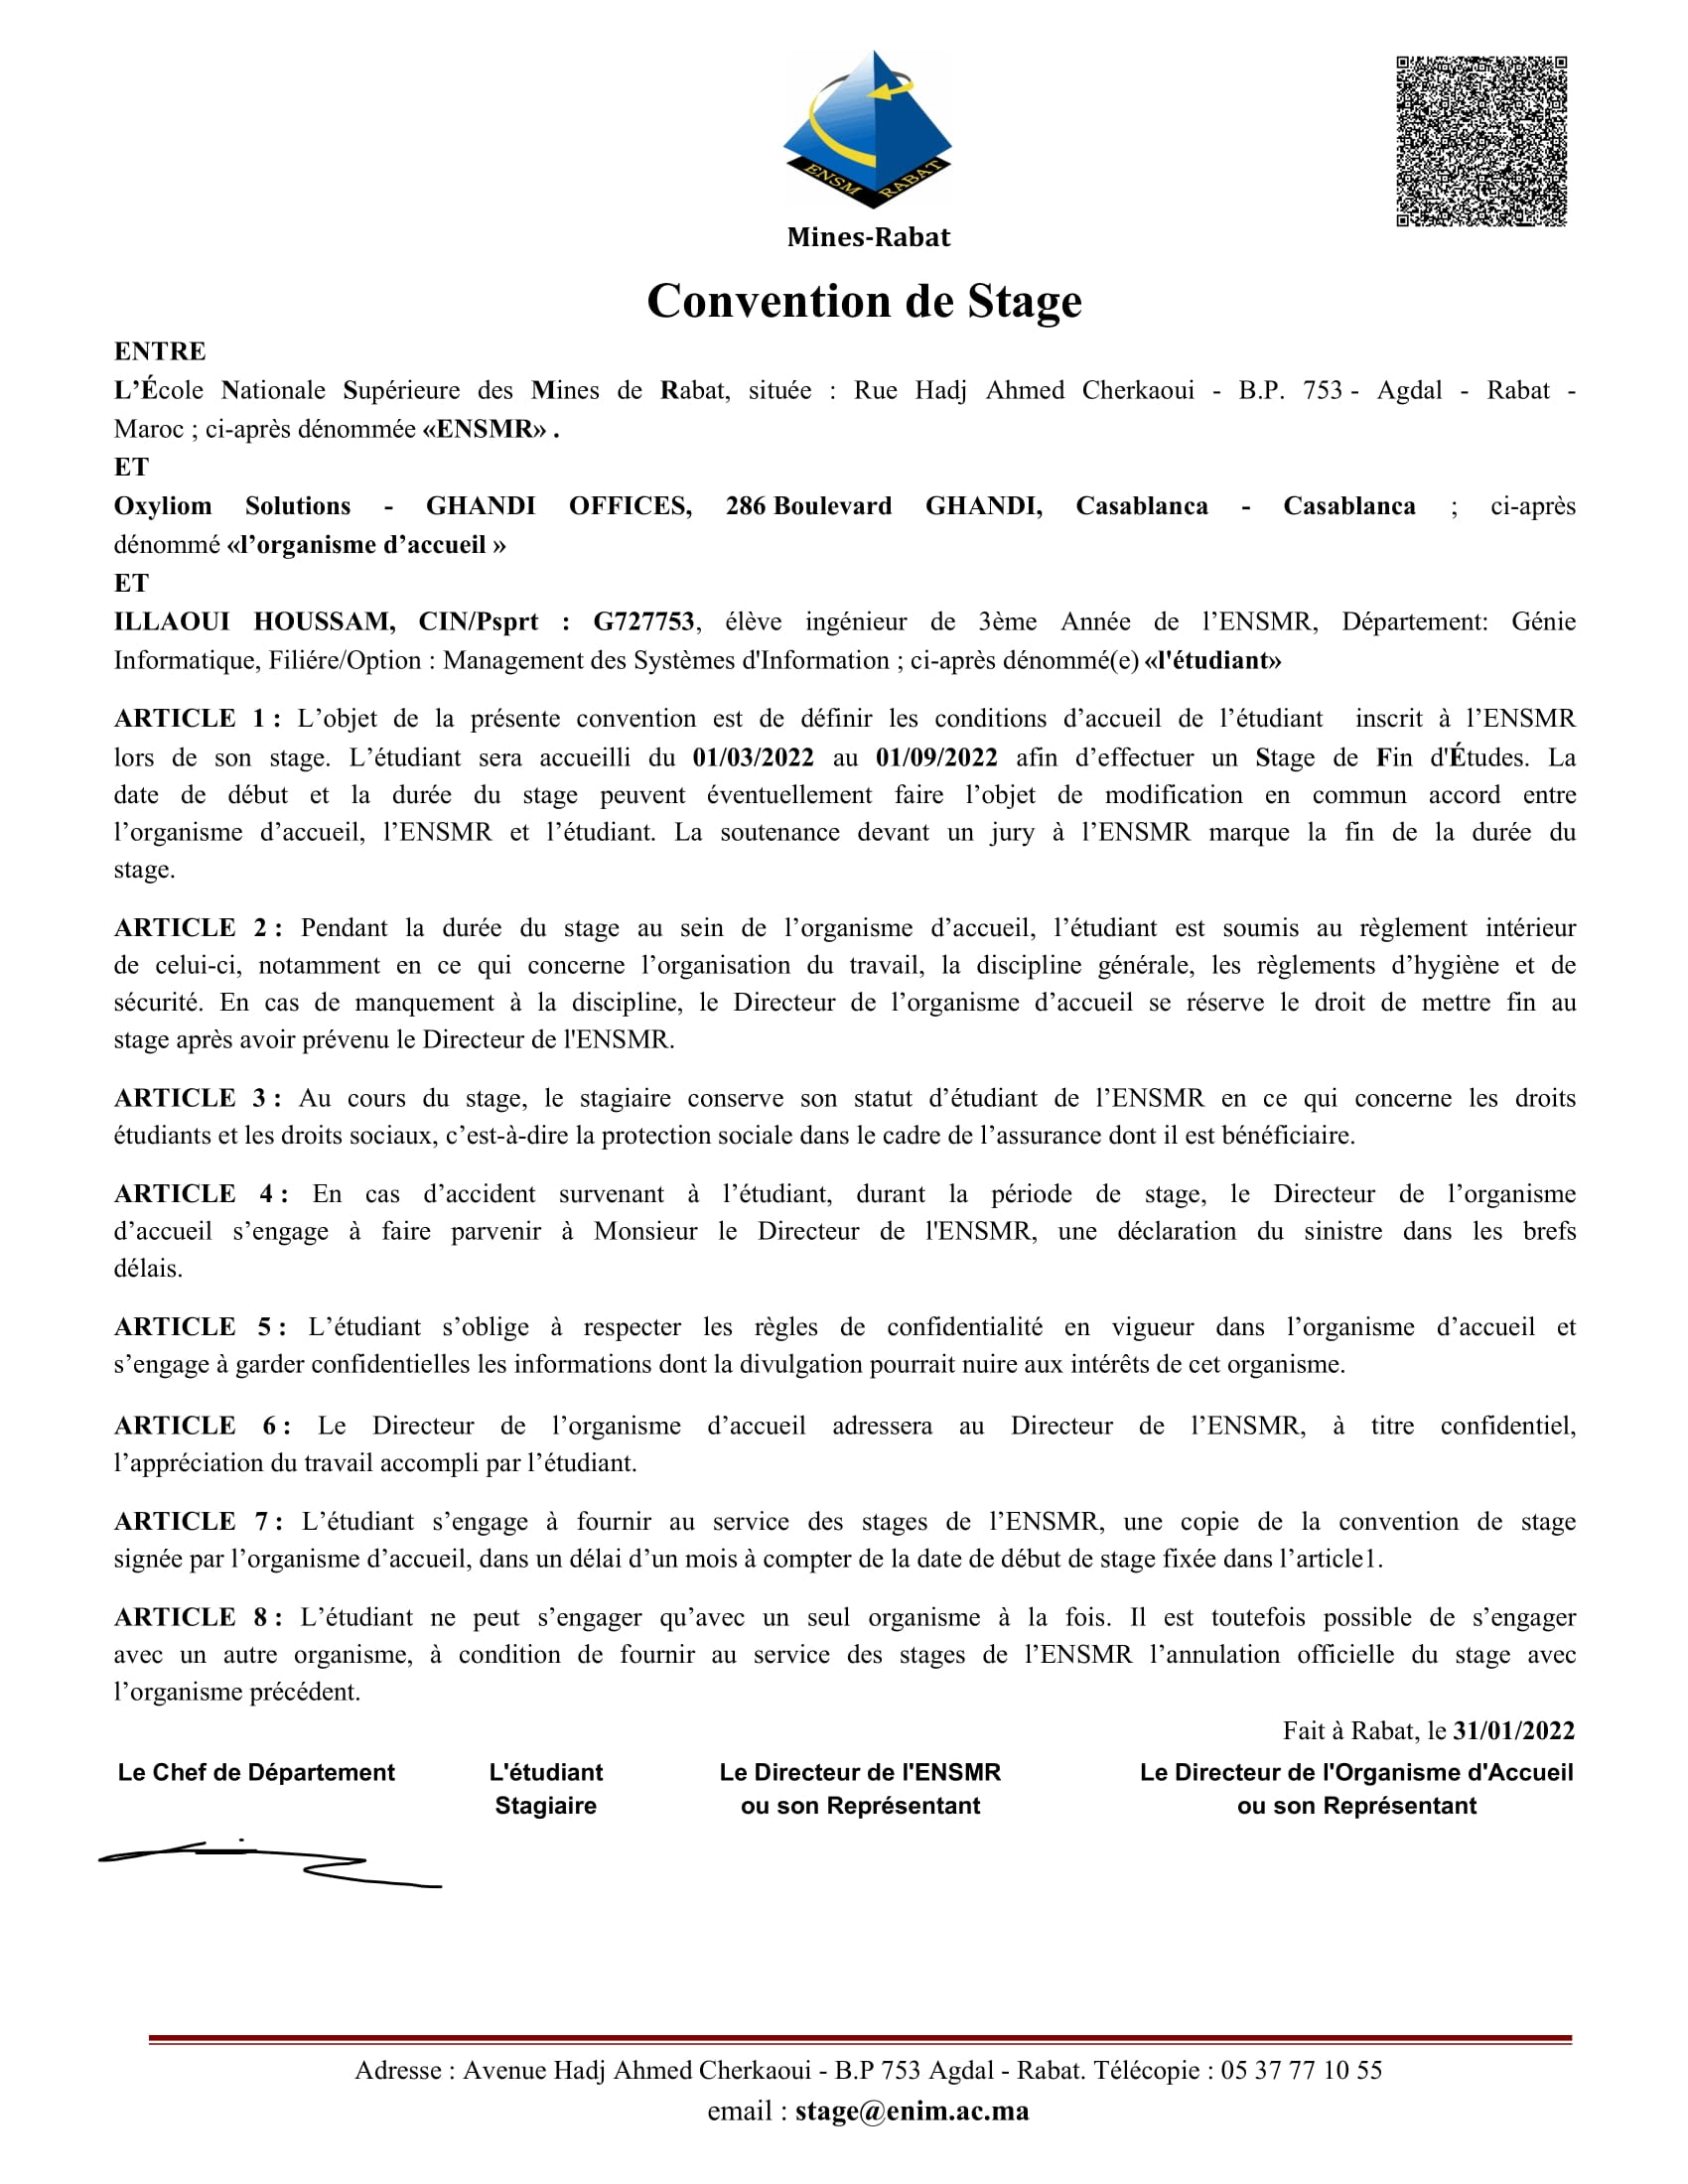 ENSM RABAT
Mines-Rabat
Convention de Stage
ENTRE
L’École Nationale Supérieure des Mines de Rabat, située : Rue Hadj Ahmed Cherkaoui - B.P. 753 - Agdal - Rabat -
Maroc ; ci-après dénommée «ENSMR» .
ET
Oxyliom Solutions - GHANDI OFFICES, 286 Boulevard GHANDI, Casablanca - Casablanca ; ci-après
dénommé «l’organisme d’accueil »
ET
ILLAOUI HOUSSAM, CIN/Psprt : G727753, élève ingénieur de 3ème Année de l’ENSMR, Département: Génie
Informatique, Filiére/Option : Management des Systèmes d'Information ; ci-après dénommé(e) «l'étudiant»
ARTICLE 1 : L’objet de la présente convention est de définir les conditions d’accueil de l’étudiant inscrit à l’ENSMR
lors de son stage. L’étudiant sera accueilli du 01/03/2022 au 01/09/2022 afin d’effectuer un Stage de Fin d'Études. La
date de début et la durée du stage peuvent éventuellement faire l’objet de modification en commun accord entre
l’organisme d’accueil, l’ENSMR et l’étudiant. La soutenance devant un jury à l’ENSMR marque la fin de la durée du
stage.
ARTICLE 2 : Pendant la durée du stage au sein de l’organisme d’accueil, l’étudiant est soumis au règlement intérieur
de celui-ci, notamment en ce qui concerne l’organisation du travail, la discipline générale, les règlements d’hygiène et de
sécurité. En cas de manquement à la discipline, le Directeur de l’organisme d’accueil se réserve le droit de mettre fin au
stage après avoir prévenu le Directeur de l'ENSMR.
ARTICLE 3 : Au cours du stage, le stagiaire conserve son statut d’étudiant de l’ENSMR en ce qui concerne les droits
étudiants et les droits sociaux, c’est-à-dire la protection sociale dans le cadre de l’assurance dont il est bénéficiaire.
ARTICLE 4 : En cas d’accident survenant à l’étudiant, durant la période de stage, le Directeur de l’organisme
d’accueil s’engage à faire parvenir à Monsieur le Directeur de l'ENSMR, une déclaration du sinistre dans les brefs
délais.
ARTICLE 5 : L’étudiant s’oblige à respecter les règles de confidentialité en vigueur dans l’organisme d’accueil et
s’engage à garder confidentielles les informations dont la divulgation pourrait nuire aux intérêts de cet organisme.
ARTICLE 6 : Le Directeur de l’organisme d’accueil adressera au Directeur de l’ENSMR, à titre confidentiel,
l’appréciation du travail accompli par l’étudiant.
ARTICLE 7 : L’étudiant s’engage à fournir au service des stages de l’ENSMR, une copie de la convention de stage
signée par l’organisme d’accueil, dans un délai d’un mois à compter de la date de début de stage fixée dans l’article1.
ARTICLE 8 : L’étudiant ne peut s’engager qu’avec un seul organisme à la fois. Il est toutefois possible de s’engager
avec un autre organisme, à condition de fournir au service des stages de l’ENSMR l’annulation officielle du stage avec
l’organisme précédent.
Fait à Rabat, le 31/01/2022
Le Chef de Département L'étudiant Le Directeur de l'ENSMR Le Directeur de l'Organisme d'Accueil
Stagiaire ou son Représentant ou son Représentant
Adresse : Avenue Hadj Ahmed Cherkaoui - B.P 753 Agdal - Rabat. Télécopie : 05 37 77 10 55
email : stage@enim.ac.ma